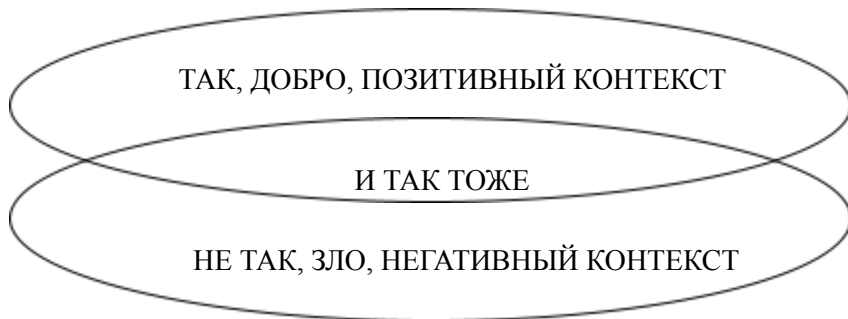 ТАК, ДОБРО, ПОЗИТИВНЫЙ КОНТЕКСТ
И ТАК ТОЖЕ
НЕ ТАК, ЗЛО, НЕГАТИВНЫЙ КОНТЕКСТ